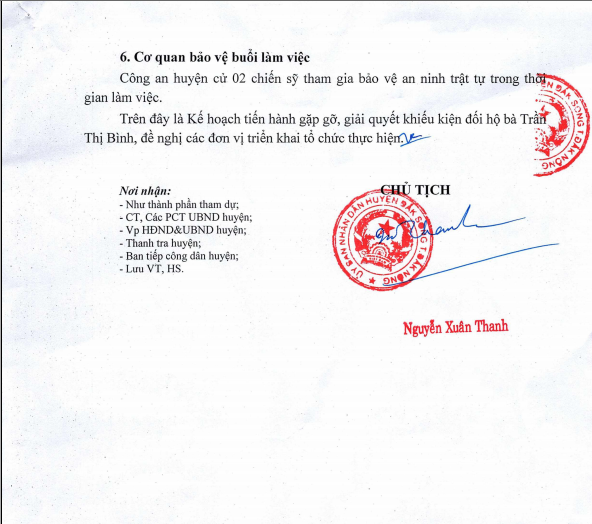 6. Cơ quan bảo vệ buổi làm việc
Công an huyện cử 02 chiến sỹ tham gia bảo vệ an ninh trật tự trong thời
gian làm việc.
Trên đây là Kế hoạch tiến hành gặp gỡ, giải quyết khiếu kiện đối hộ bà Trần
Thị Bình, đề nghị các đơn vị triển khai tổ chức thực hiện.
Nơi nhận:
- Như thành phần tham dự;
- CT, Các PCT UBND huyện;
- Vp HĐND&UBND huyện;
- Thanh tra huyện;
- Ban tiếp công dân huyện;
- Lưu VT, HS.
CHỦ TỊCH
ỦY BAN NHÂN DÂN HUYỆN ĐẮK SONG T ĐẮK NÔNG
Nguyễn Xuân Thanh
ĐẮK SONG T ĐẮK NÔNG